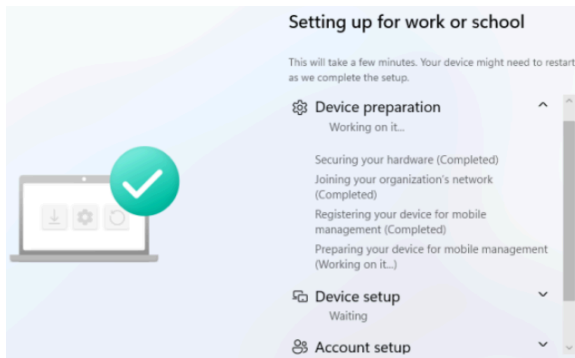 Setting up for work or school
This will take a few minutes. Your device might need to restart
as we complete the setup.
Device preparation
Working on it...
Securing your hardware (Completed)
Joining your organization's network
(Completed)
Registering your device for mobile
management (Completed)
Preparing your device for mobile management
(Working on it...)
Device setup
Waiting
Account setup